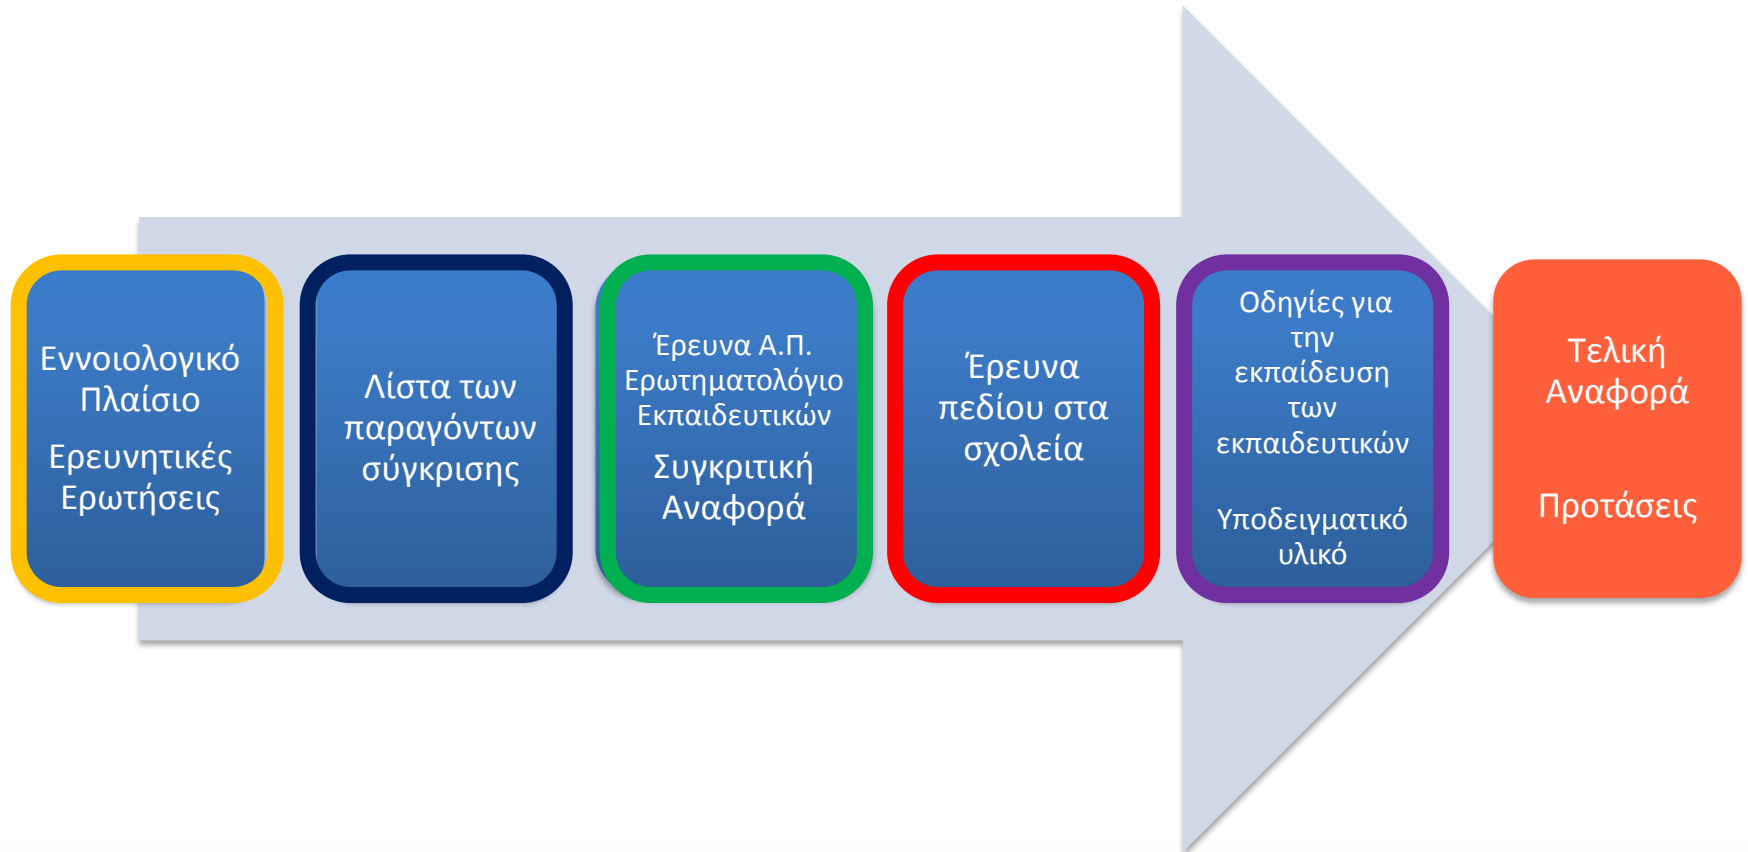 Εννοιολογικό
Πλαίσιο
Ερευνητικές
Ερωτήσεις
Λίστα των
παραγόντων
σύγκρισης
Έρευνα Α.Π.
Ερωτηματολόγιο
Εκπαιδευτικών
Συγκριτική
Αναφορά
Έρευνα
πεδίου στα
σχολεία
Οδηγίες για
την
εκπαίδευση
των
εκπαιδευτικών
Υποδειγματικό
υλικό
Τελική
Αναφορά
Προτάσεις